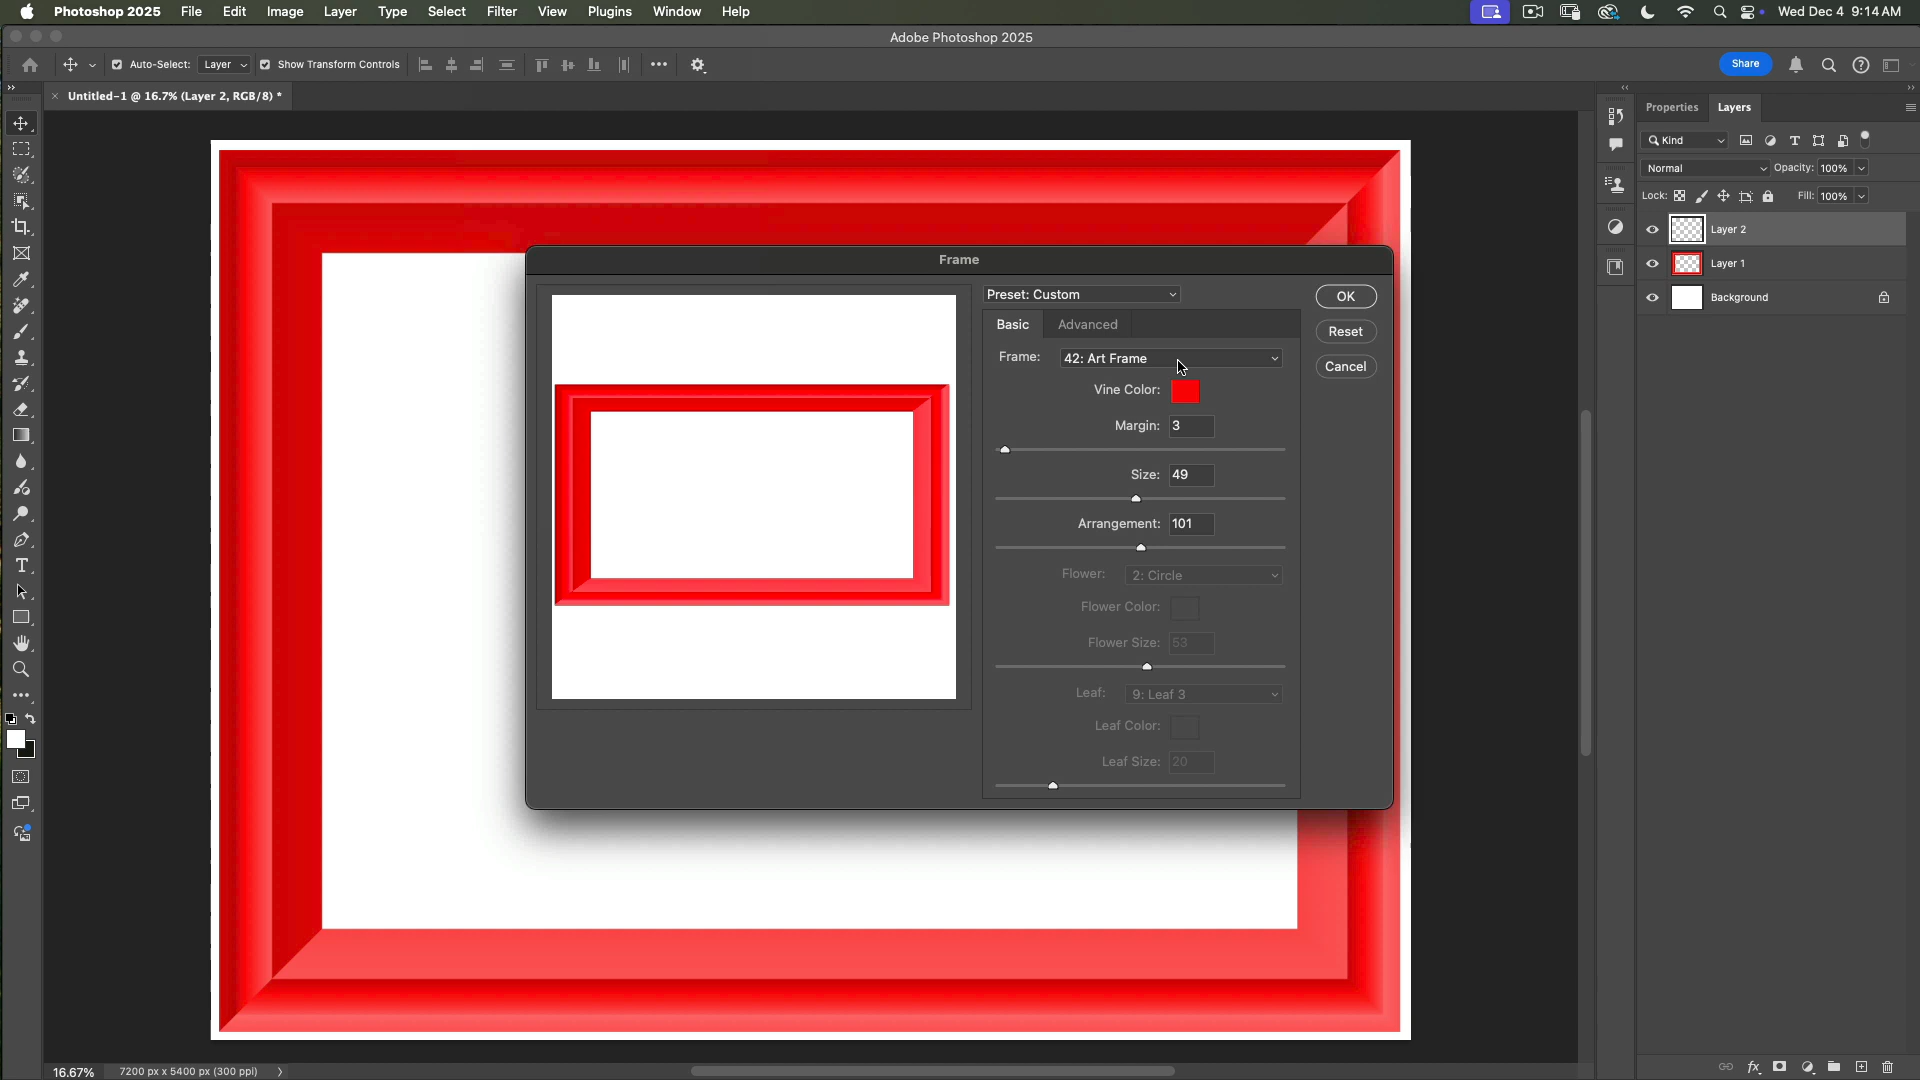 Photoshop 2025 File Edit Image Layer Type Select Filter View Plugins Window Help Wed Dec 4 9:14 AM
Adobe Photoshop 2025
Auto-Select: Layer Show Transform Controls Share
Untitled-1 @ 16.7% (Layer 2, RGB/8) *
Properties Layers
Kind
Normal Opacity: 100%
Lock: Fill: 100%
Layer 2
Layer 1
Background
Frame
Preset: Custom
OK
Basic Advanced
Reset
Frame: 42: Art Frame
Cancel
Vine Color:
Margin: 3
Size: 49
Arrangement: 101
Flower: 2: Circle
Flower Color:
Flower Size: 53
Leaf: 9: Leaf 3
Leaf Color:
Leaf Size: 20
16.67% 7200 px x 5400 px (300 ppi)